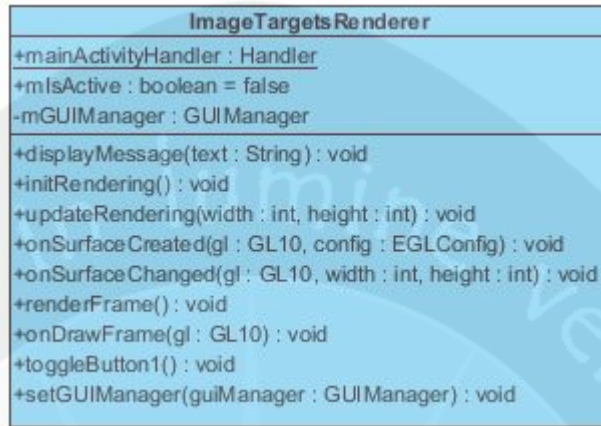 ImageTargetsRenderer
+mainActivityHandler : Handler
+mIsActive : boolean = false
-mGUIManager : GUIManager
+displayMessage(text : String) : void
+initRendering() : void
+updateRendering(width : int, height : int) : void
+onSurfaceCreated(gl : GL10, config : EGLConfig) : void
+onSurfaceChanged(gl : GL10, width : int, height : int) : void
+renderFrame() : void
+onDrawFrame(gl : GL10) : void
+toggleButton1() : void
+setGUIManager(guiManager : GUIManager) : void
in lumine